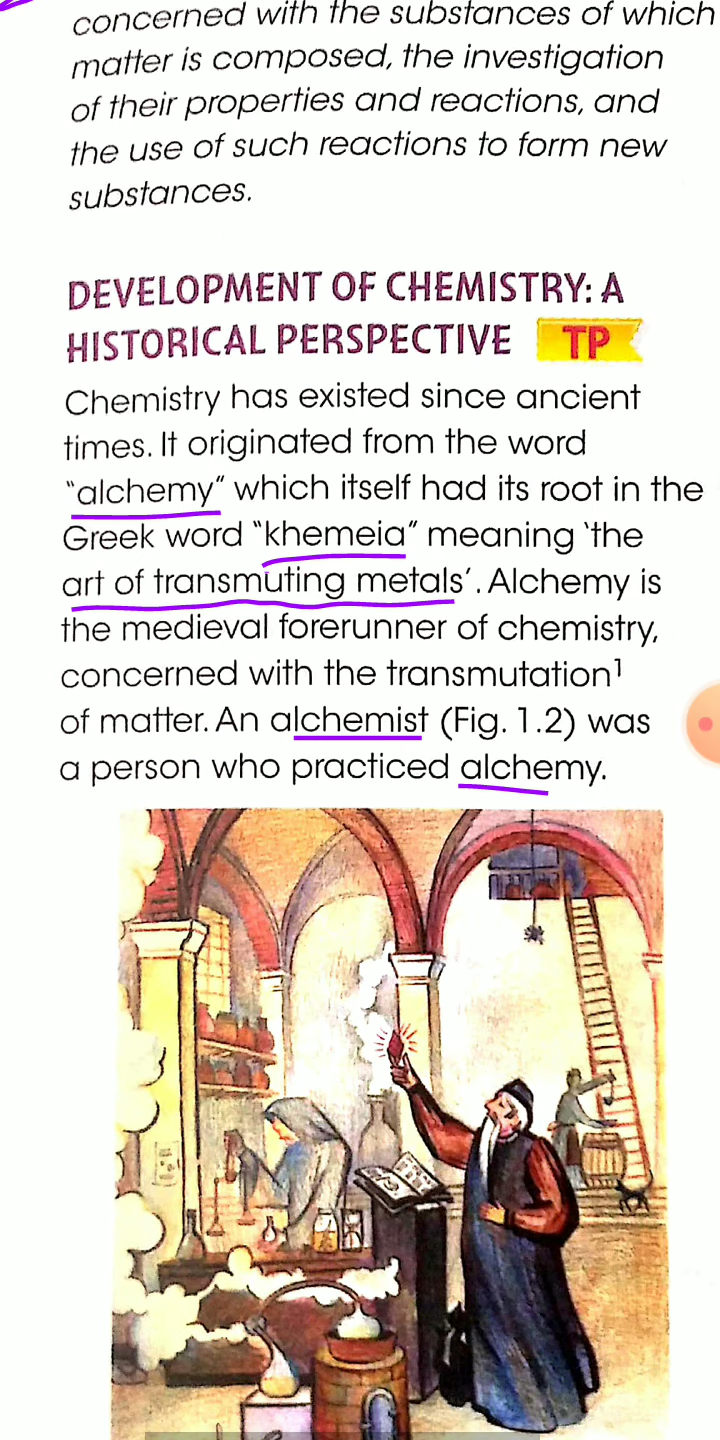 concerned with the substances of which
matter is composed, the investigation
of their properties and reactions, and
the use of such reactions to form new
substances.
DEVELOPMENT OF CHEMISTRY: A
HISTORICAL PERSPECTIVE TP
Chemistry has existed since ancient
times. It originated from the word
“alchemy” which itself had its root in the
Greek word “khemeia” meaning ‘the
art of transmuting metals’. Alchemy is
the medieval forerunner of chemistry,
concerned with the transmutation¹
of matter. An alchemist (Fig. 1.2) was
a person who practiced alchemy.